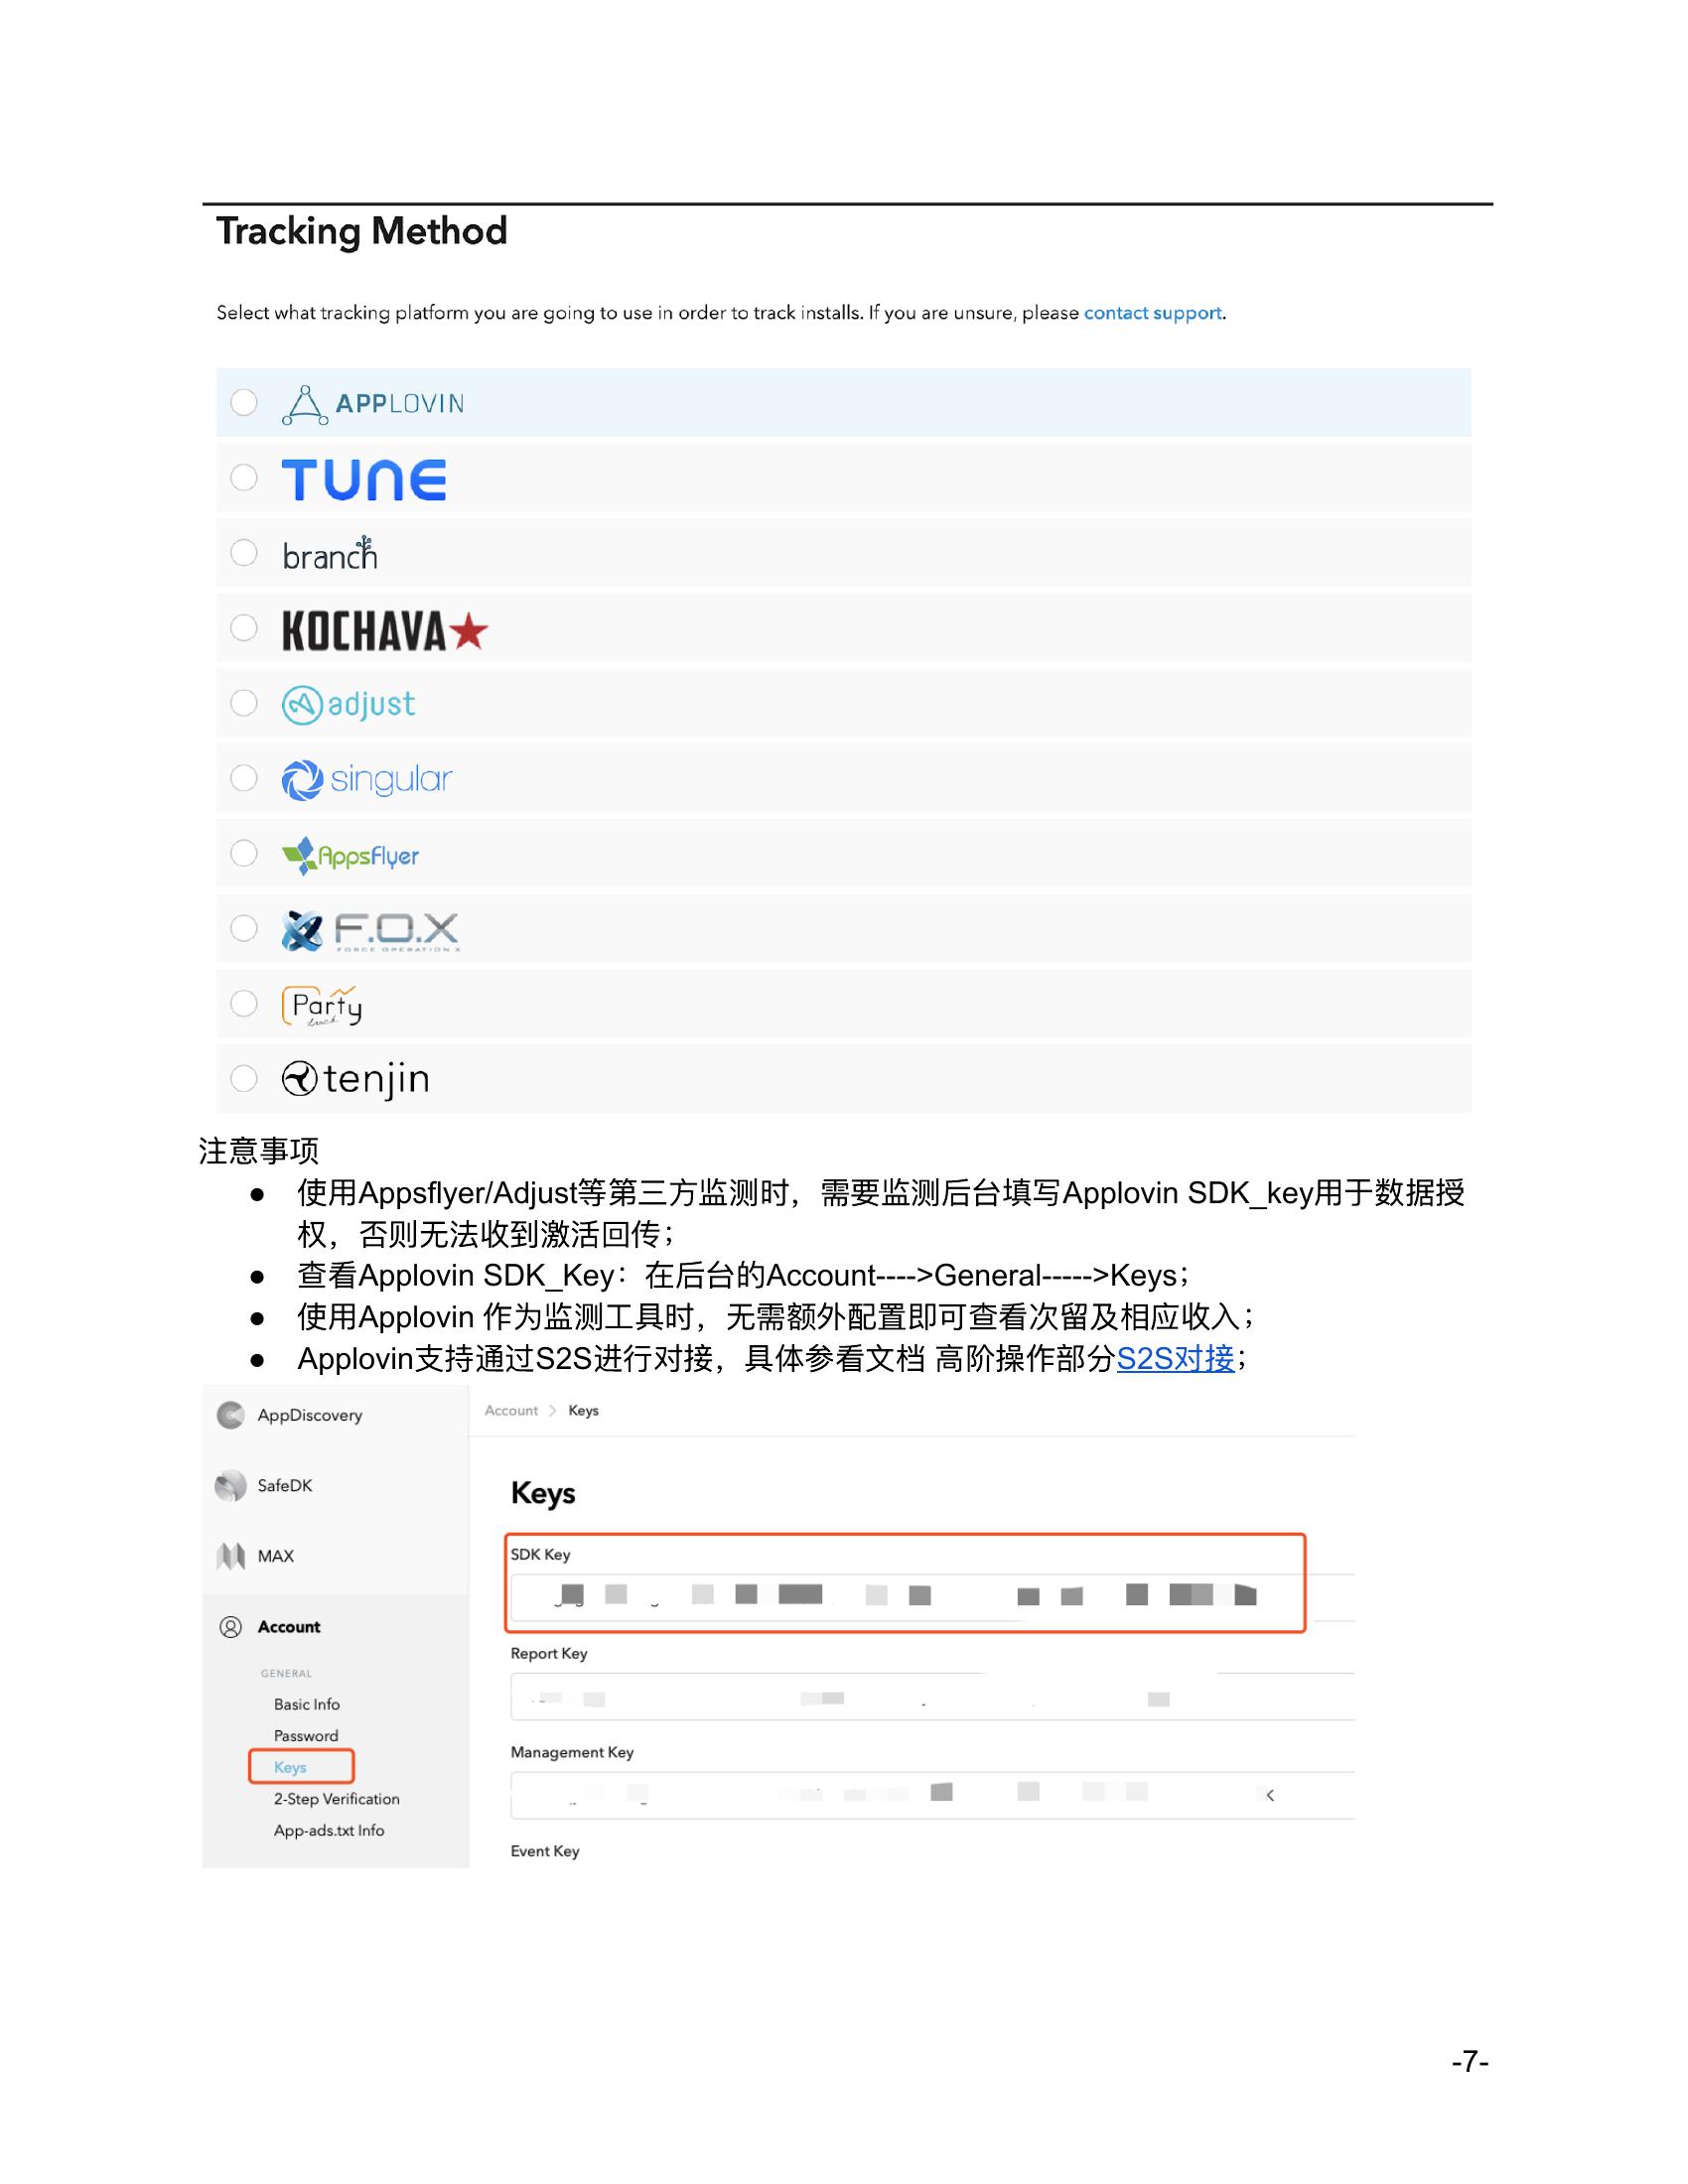 Tracking Method
Select what tracking platform you are going to use in order to track installs. If you are unsure, please contact support.
APPLOVIN
TUNE
branch
KOCHAVA
adjust
singular
AppsFlyer
F.O.X
FORCE OPERATION X
Party
track
tenjin
注意事项
● 使用Appsflyer/Adjust等第三方监测时，需要监测后台填写Applovin SDK_key用于数据授
权，否则无法收到激活回传；
● 查看Applovin SDK_Key：在后台的Account---->General----->Keys；
● 使用Applovin 作为监测工具时，无需额外配置即可查看次留及相应收入；
● Applovin支持通过S2S进行对接，具体参看文档 高阶操作部分S2S对接；
AppDiscovery
SafeDK
MAX
Account
GENERAL
Basic Info
Password
Keys
2-Step Verification
App-ads.txt Info
Account > Keys
Keys
SDK Key
Report Key
Management Key
Event Key
-7-